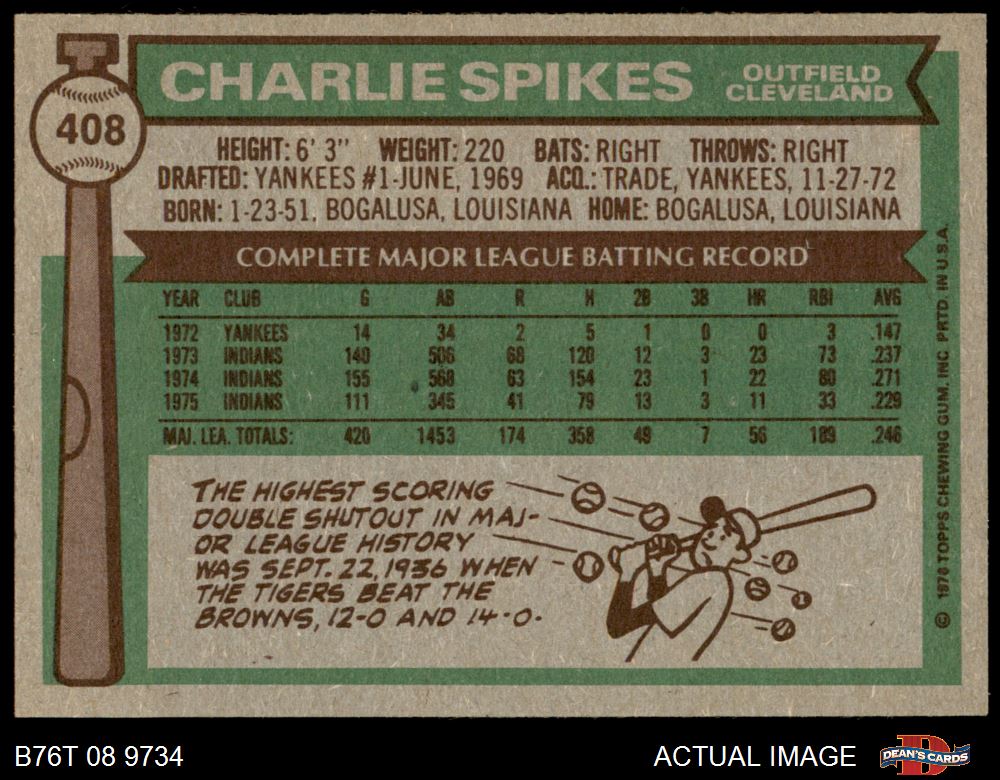 CHARLIE SPIKES
OUTFIELD
CLEVELAND
408
HEIGHT: 6' 3" WEIGHT: 220 BATS: RIGHT THROWS: RIGHT
DRAFTED: YANKEES #1-JUNE, 1969 ACQ.: TRADE, YANKEES, 11-27-72
BORN: 1-23-51, BOGALUSA, LOUISIANA HOME: BOGALUSA, LOUISIANA
COMPLETE MAJOR LEAGUE BATTING RECORD
YEAR CLUB G AB R H 2B 3B HR RBI AVG
1972 YANKEES 14 34 2 5 1 0 0 3 .147
1973 INDIANS 140 506 68 120 12 3 23 73 .237
1974 INDIANS 155 568 63 154 23 1 22 80 .271
1975 INDIANS 111 345 41 79 13 3 11 33 .229
MAJ. LEA. TOTALS: 420 1453 174 358 49 7 56 189 .246
THE HIGHEST SCORING
DOUBLE SHUTOUT IN MAJ-
OR LEAGUE HISTORY
WAS SEPT. 22, 1936 WHEN
THE TIGERS BEAT THE
BROWNS, 12-0 AND 14-0.
© 1976 TOPPS CHEWING GUM, INC PRTD. IN U.S.A.
B76T 08 9734
ACTUAL IMAGE
DEAN'S CARDS